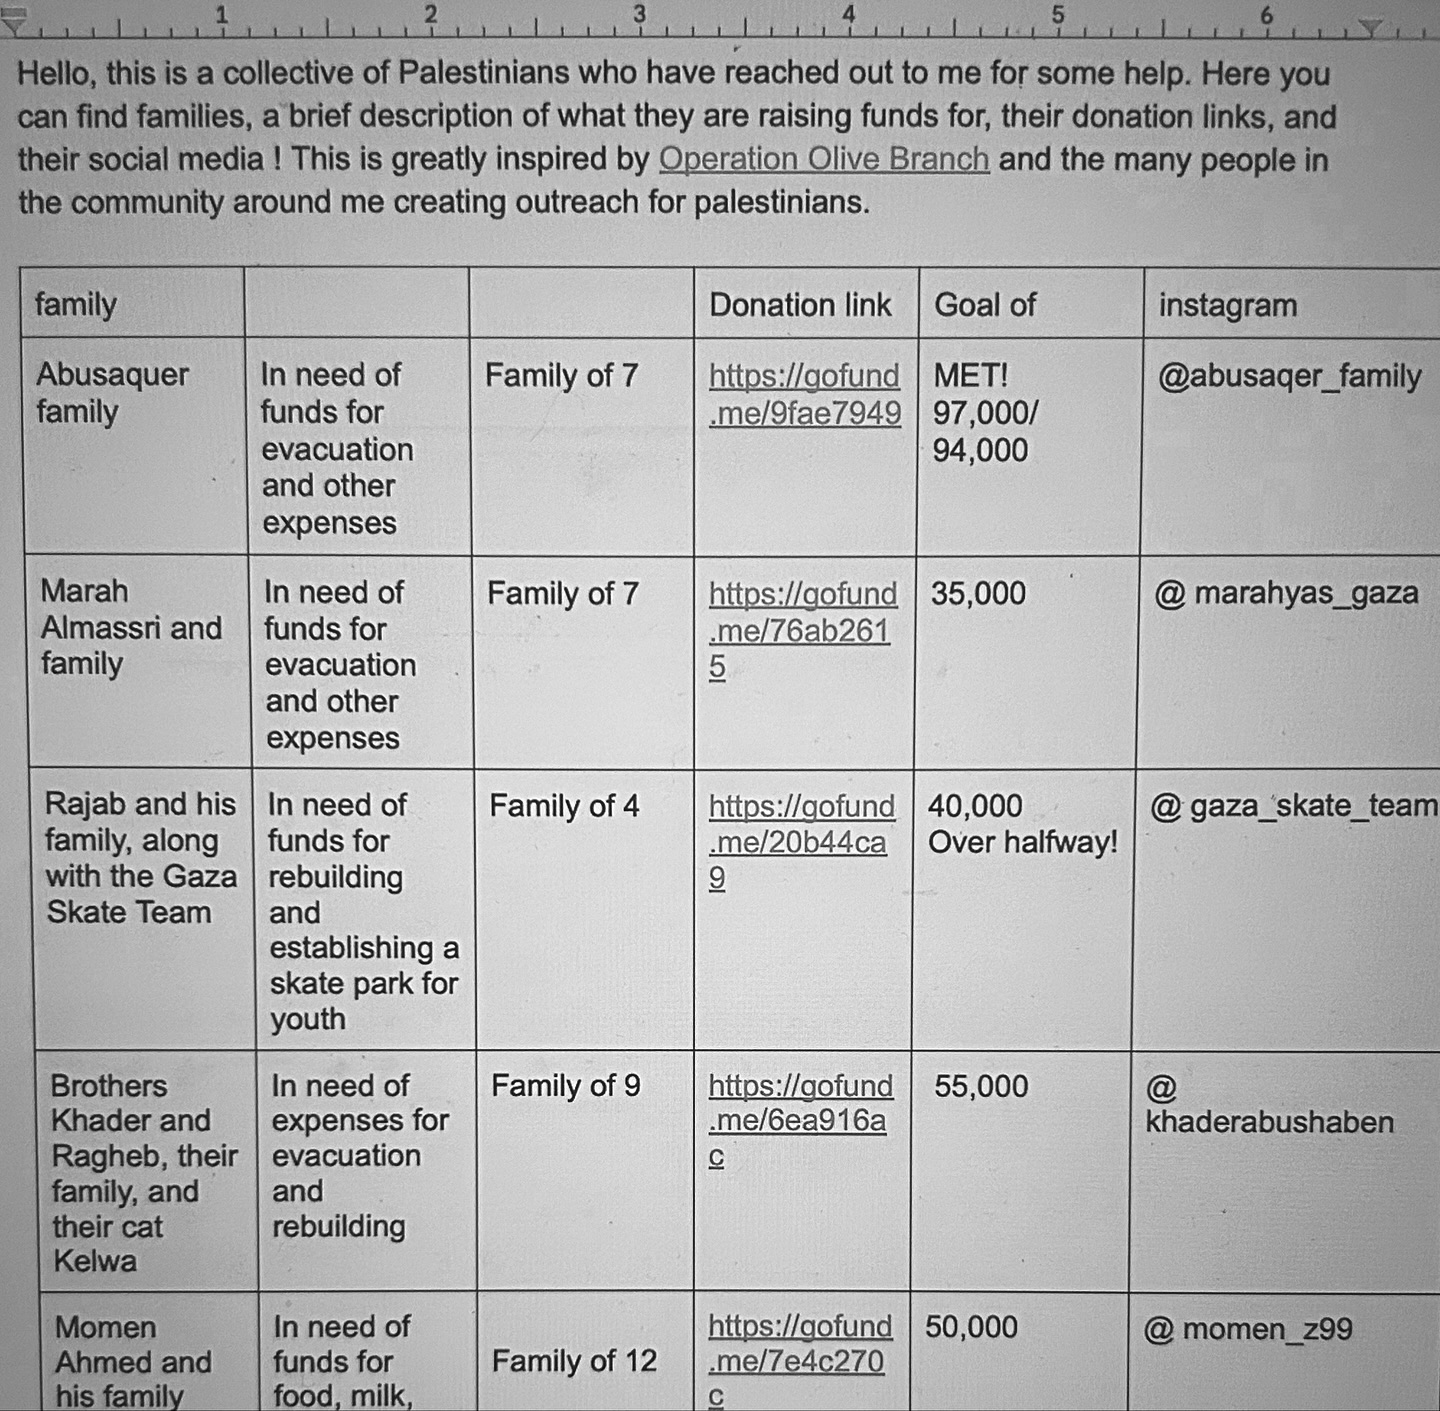 1 2 3 4 5 6
Hello, this is a collective of Palestinians who have reached out to me for some help. Here you
can find families, a brief description of what they are raising funds for, their donation links, and
their social media ! This is greatly inspired by Operation Olive Branch and the many people in
the community around me creating outreach for palestinians.
family
Donation link
Goal of
instagram
Abusaquer
family
In need of
funds for
evacuation
and other
expenses
Family of 7
https://gofund
.me/9fae7949
MET!
97,000/
94,000
@abusaqer_family
Marah
Almassri and
family
In need of
funds for
evacuation
and other
expenses
Family of 7
https://gofund
.me/76ab261
5
35,000
@ marahyas_gaza
Rajab and his
family, along
with the Gaza
Skate Team
In need of
funds for
rebuilding
and
establishing a
skate park for
youth
Family of 4
https://gofund
.me/20b44ca
9
40,000
Over halfway!
@ gaza_skate_team
Brothers
Khader and
Ragheb, their
family, and
their cat
Kelwa
In need of
expenses for
evacuation
and
rebuilding
Family of 9
https://gofund
.me/6ea916a
c
55,000
@
khaderabushaben
Momen
Ahmed and
his family
In need of
funds for
food, milk,
Family of 12
https://gofund
.me/7e4c270
c
50,000
@ momen_z99